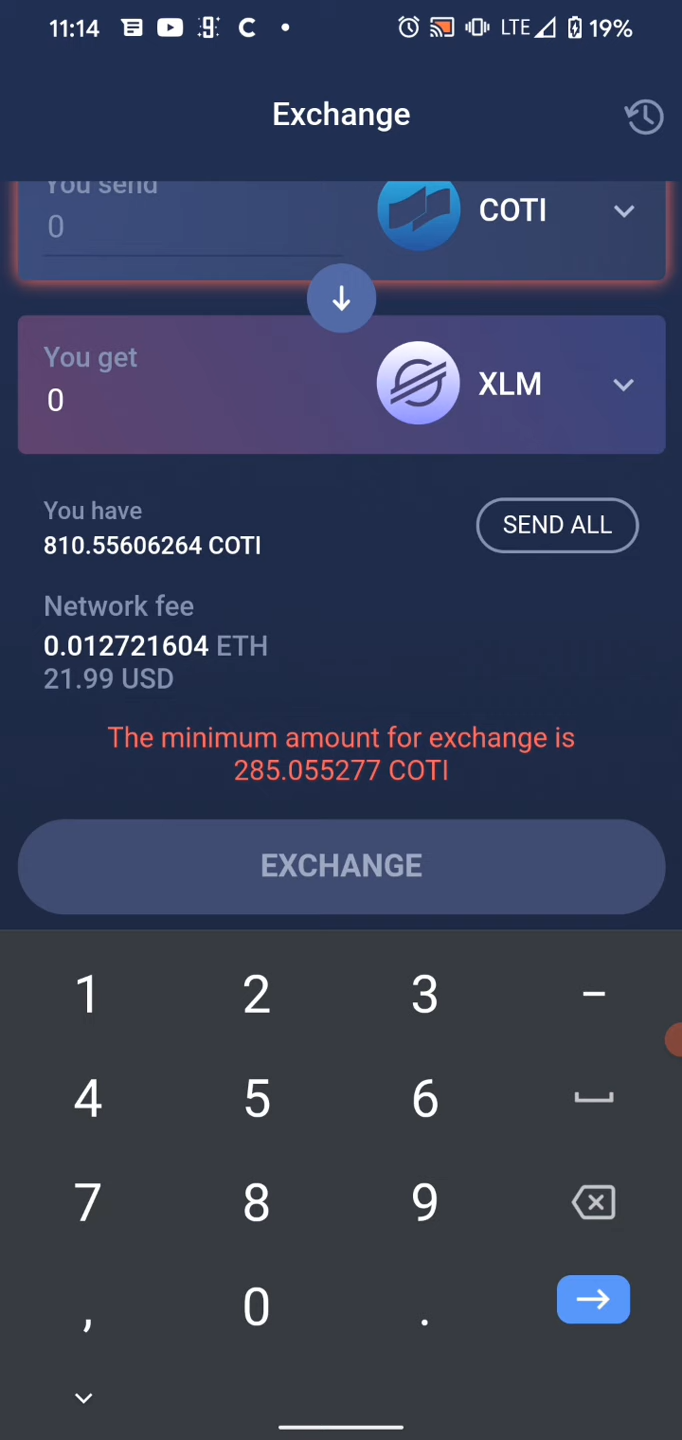 11:14 LTE 19%
Exchange
You send
0 COTI
You get
0 XLM
You have
810.55606264 COTI
SEND ALL
Network fee
0.012721604 ETH
21.99 USD
The minimum amount for exchange is
285.055277 COTI
EXCHANGE
1 2 3 -
4 5 6
7 8 9
, 0 .